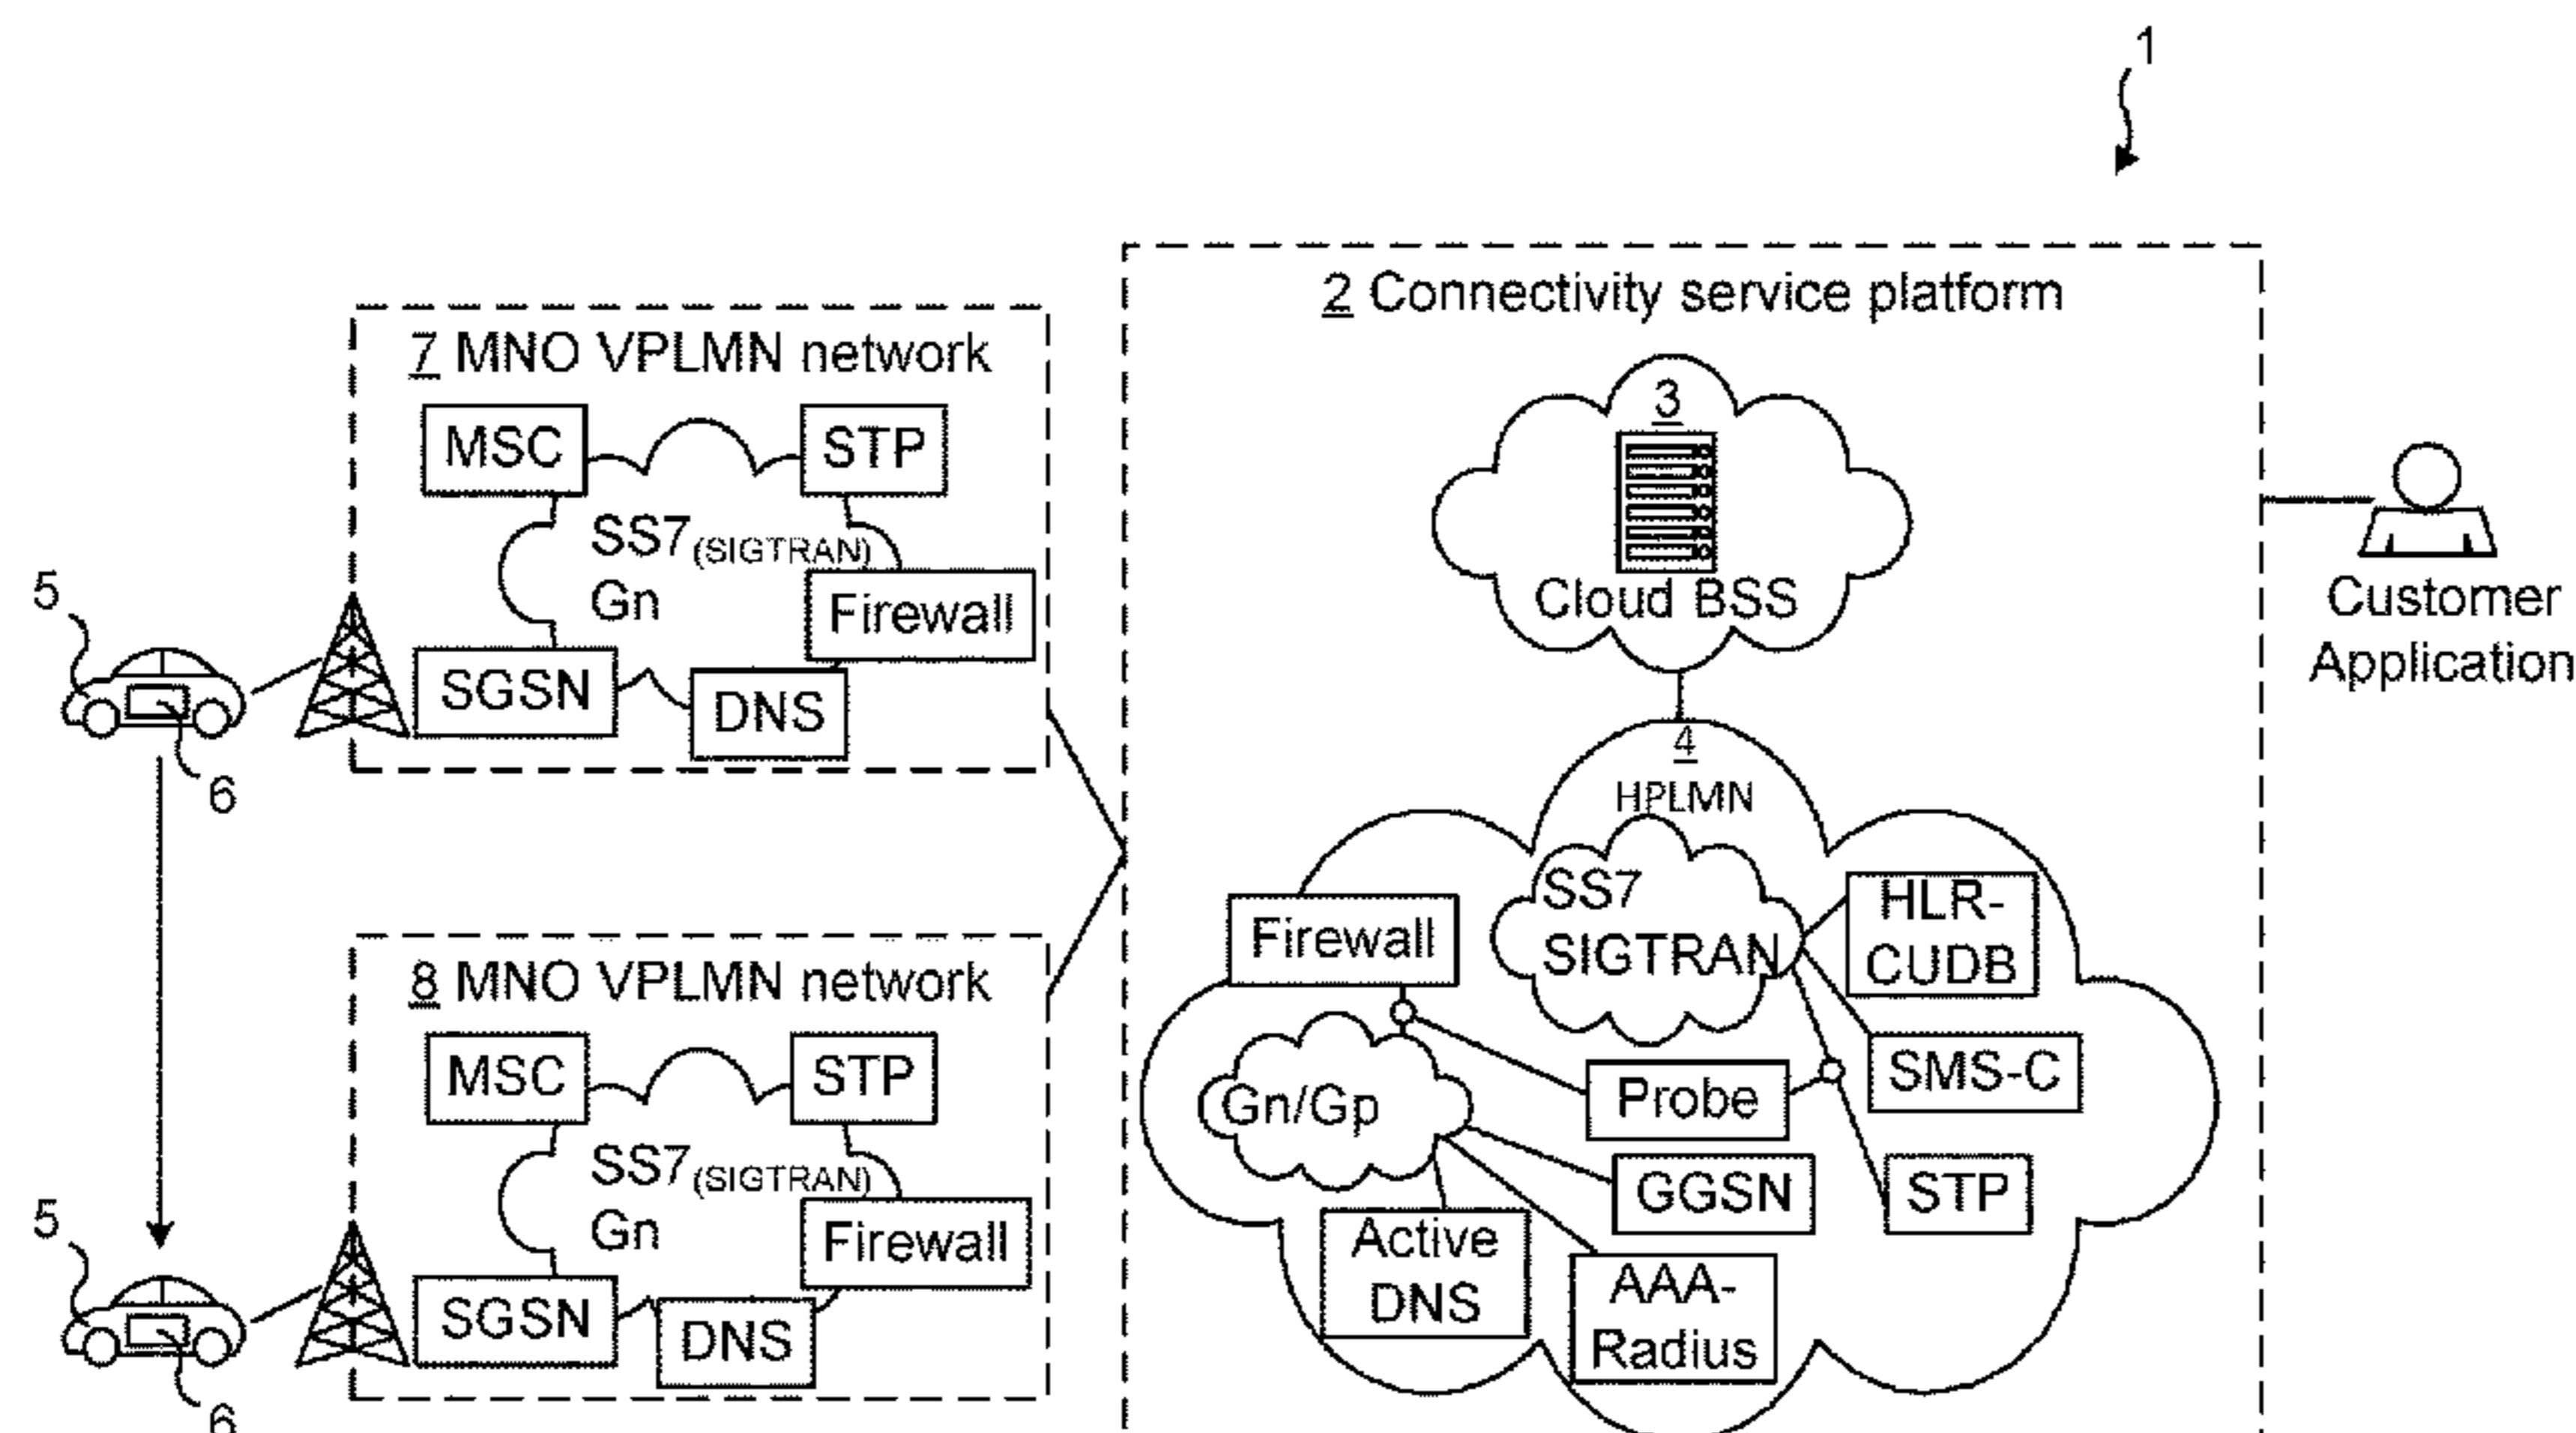 1
2 Connectivity service platform
3
Cloud BSS
4
HPLMN
SS7
SIGTRAN
HLR-
CUDB
Firewall
SMS-C
Gn/Gp
Probe
GGSN
STP
Active
DNS
AAA-
Radius
Customer
Application
7 MNO VPLMN network
MSC
STP
SS7(SIGTRAN)
Gn
Firewall
SGSN
DNS
5
6
8 MNO VPLMN network
MSC
STP
SS7(SIGTRAN)
Gn
Firewall
SGSN
DNS
5
6